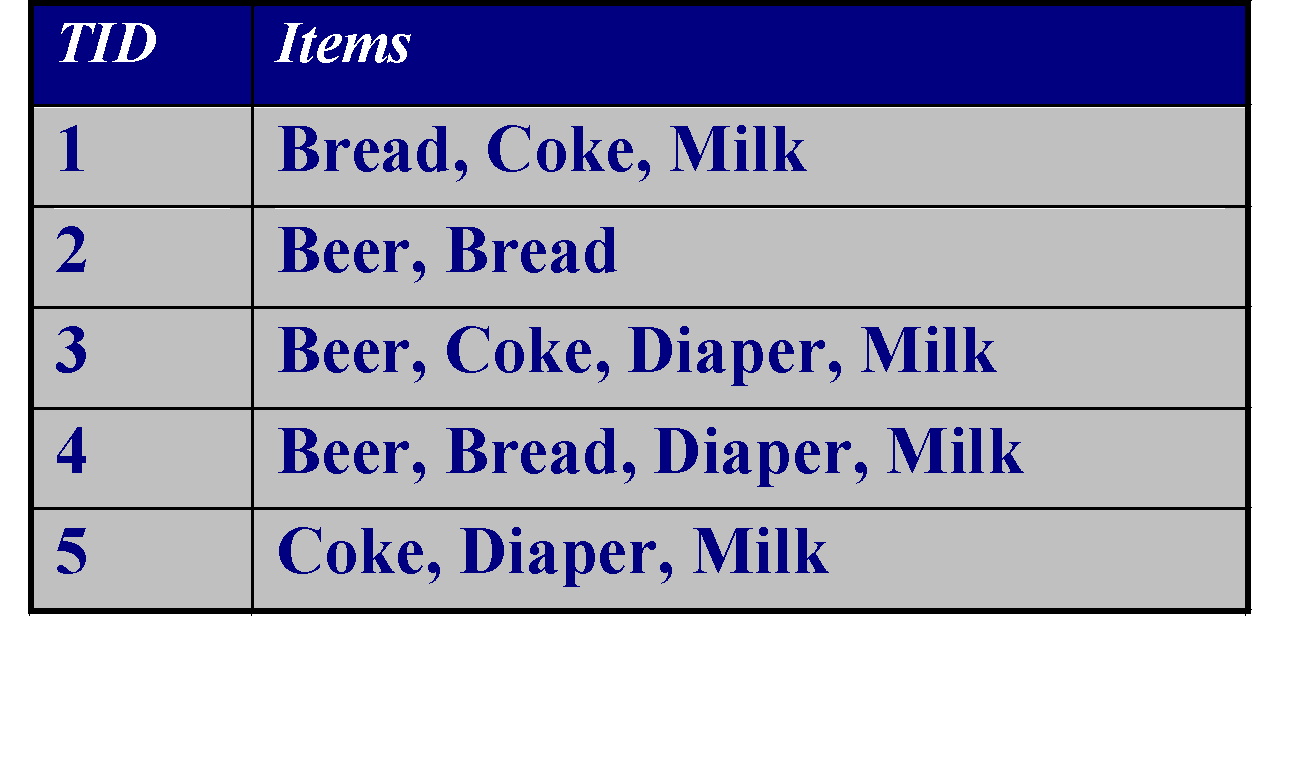 TID Items
1 Bread, Coke, Milk
2 Beer, Bread
3 Beer, Coke, Diaper, Milk
4 Beer, Bread, Diaper, Milk
5 Coke, Diaper, Milk